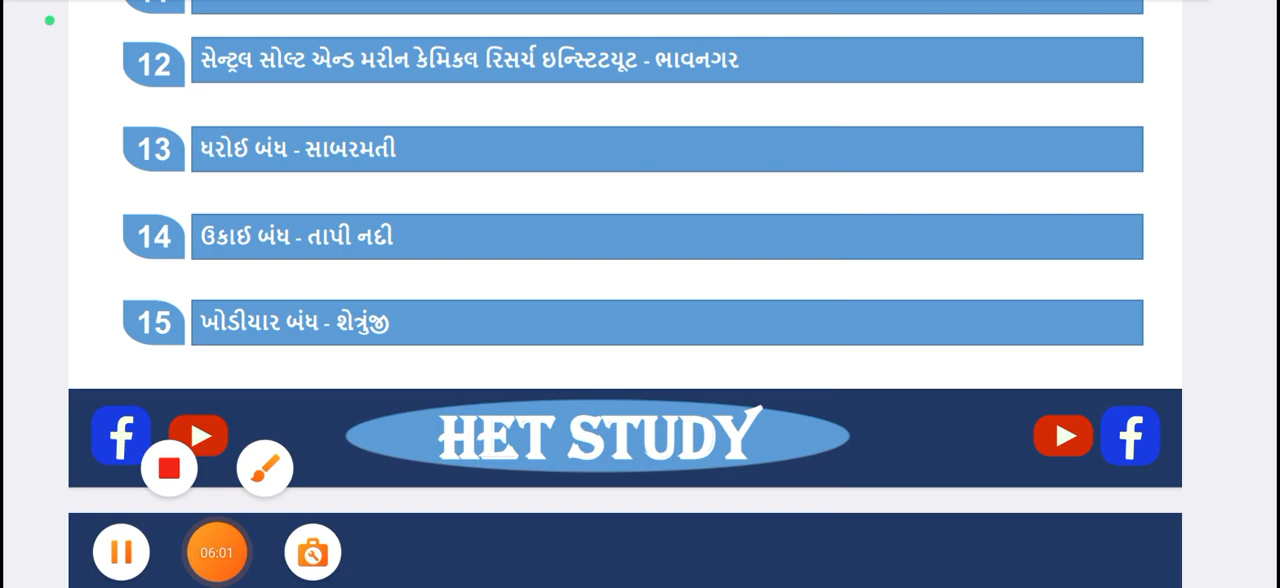 12
સેન્ટ્રલ સોલ્ટ એન્ડ મરીન કેમિકલ રિસર્ચ ઇન્સ્ટિટયૂટ - ભાવનગર
13
ધરોઈ બંધ - સાબરમતી
14
ઉકાઈ બંધ - તાપી નદી
15
ખોડીયાર બંધ - શેત્રુંજી
HET STUDY
06:01